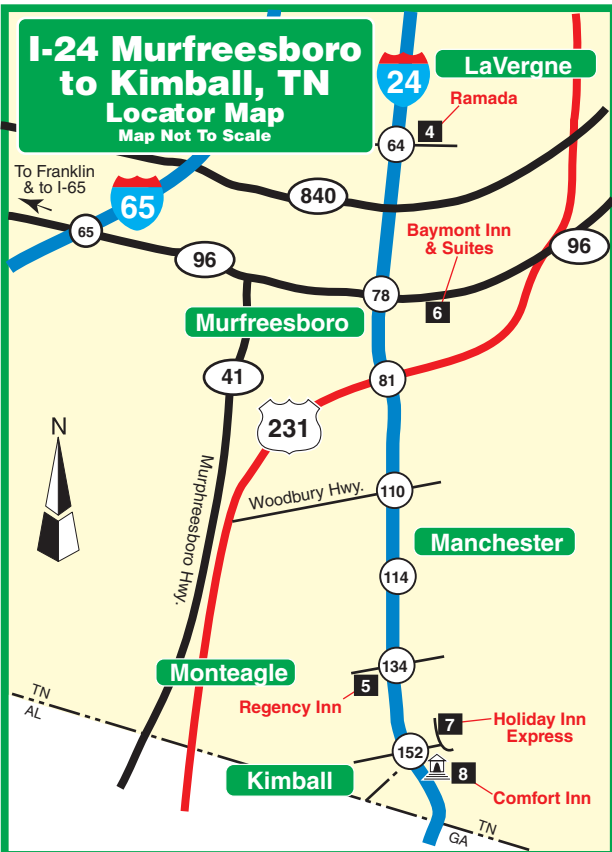 I-24 Murfreesboro
to Kimball, TN
Locator Map
Map Not To Scale
24
LaVergne
Ramada
4
64
To Franklin
& to I-65
65
840
65
96
Baymont Inn
& Suites
96
78
6
Murfreesboro
41
81
231
N
Murphreesboro Hwy.
Woodbury Hwy.
110
Manchester
114
Monteagle
134
5
Regency Inn
TN
AL
7
Holiday Inn
Express
152
8
Kimball
Comfort Inn
TN
GA